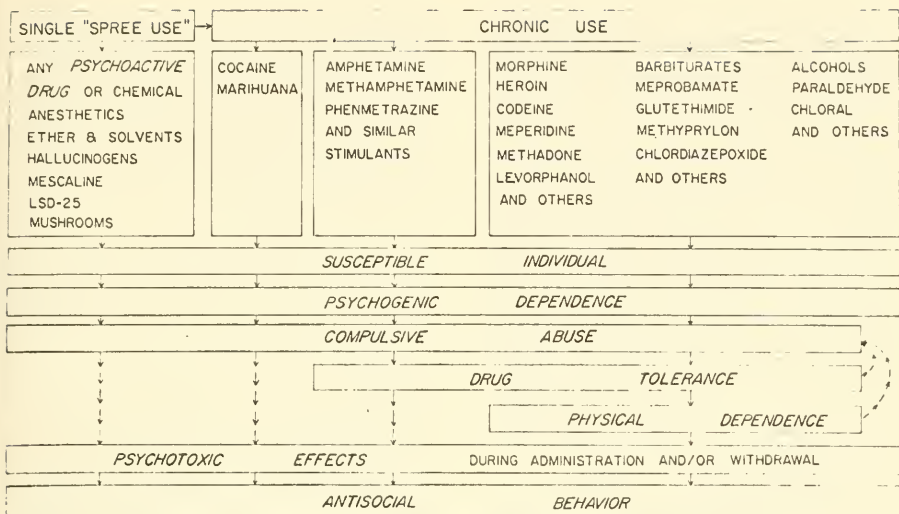 SINGLE "SPREE USE"
CHRONIC USE
ANY PSYCHOACTIVE
DRUG OR CHEMICAL
ANESTHETICS
ETHER & SOLVENTS
HALLUCINOGENS
MESCALINE
LSD-25
MUSHROOMS
COCAINE
MARIHUANA
AMPHETAMINE
METHAMPHETAMINE
PHENMETRAZINE
AND SIMILAR
STIMULANTS
MORPHINE
HEROIN
CODEINE
MEPERIDINE
METHADONE
LEVORPHANOL
AND OTHERS
BARBITURATES
MEPROBAMATE
GLUTETHIMIDE
METHYPRYLON
CHLORDIAZEPOXIDE
AND OTHERS
ALCOHOLS
PARALDEHYDE
CHLORAL
AND OTHERS
SUSCEPTIBLE INDIVIDUAL
PSYCHOGENIC DEPENDENCE
COMPULSIVE ABUSE
DRUG TOLERANCE
PHYSICAL DEPENDENCE
PSYCHOTOXIC EFFECTS DURING ADMINISTRATION AND/OR WITHDRAWAL
ANTISOCIAL BEHAVIOR